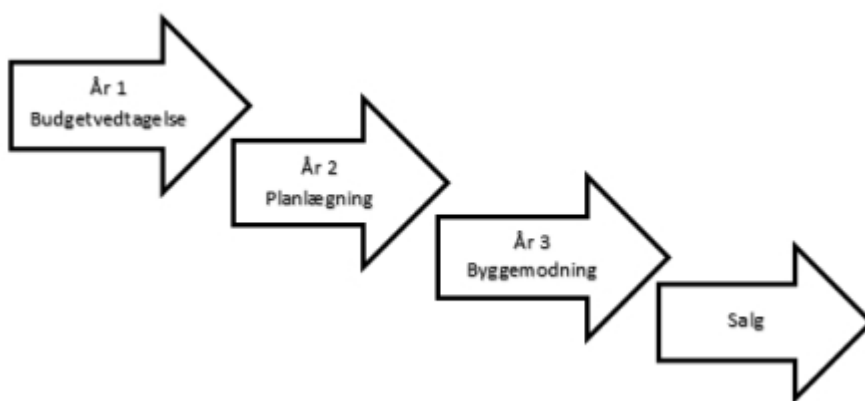 År 1
Budgetvedtagelse
År 2
Planlægning
År 3
Byggemodning
Salg